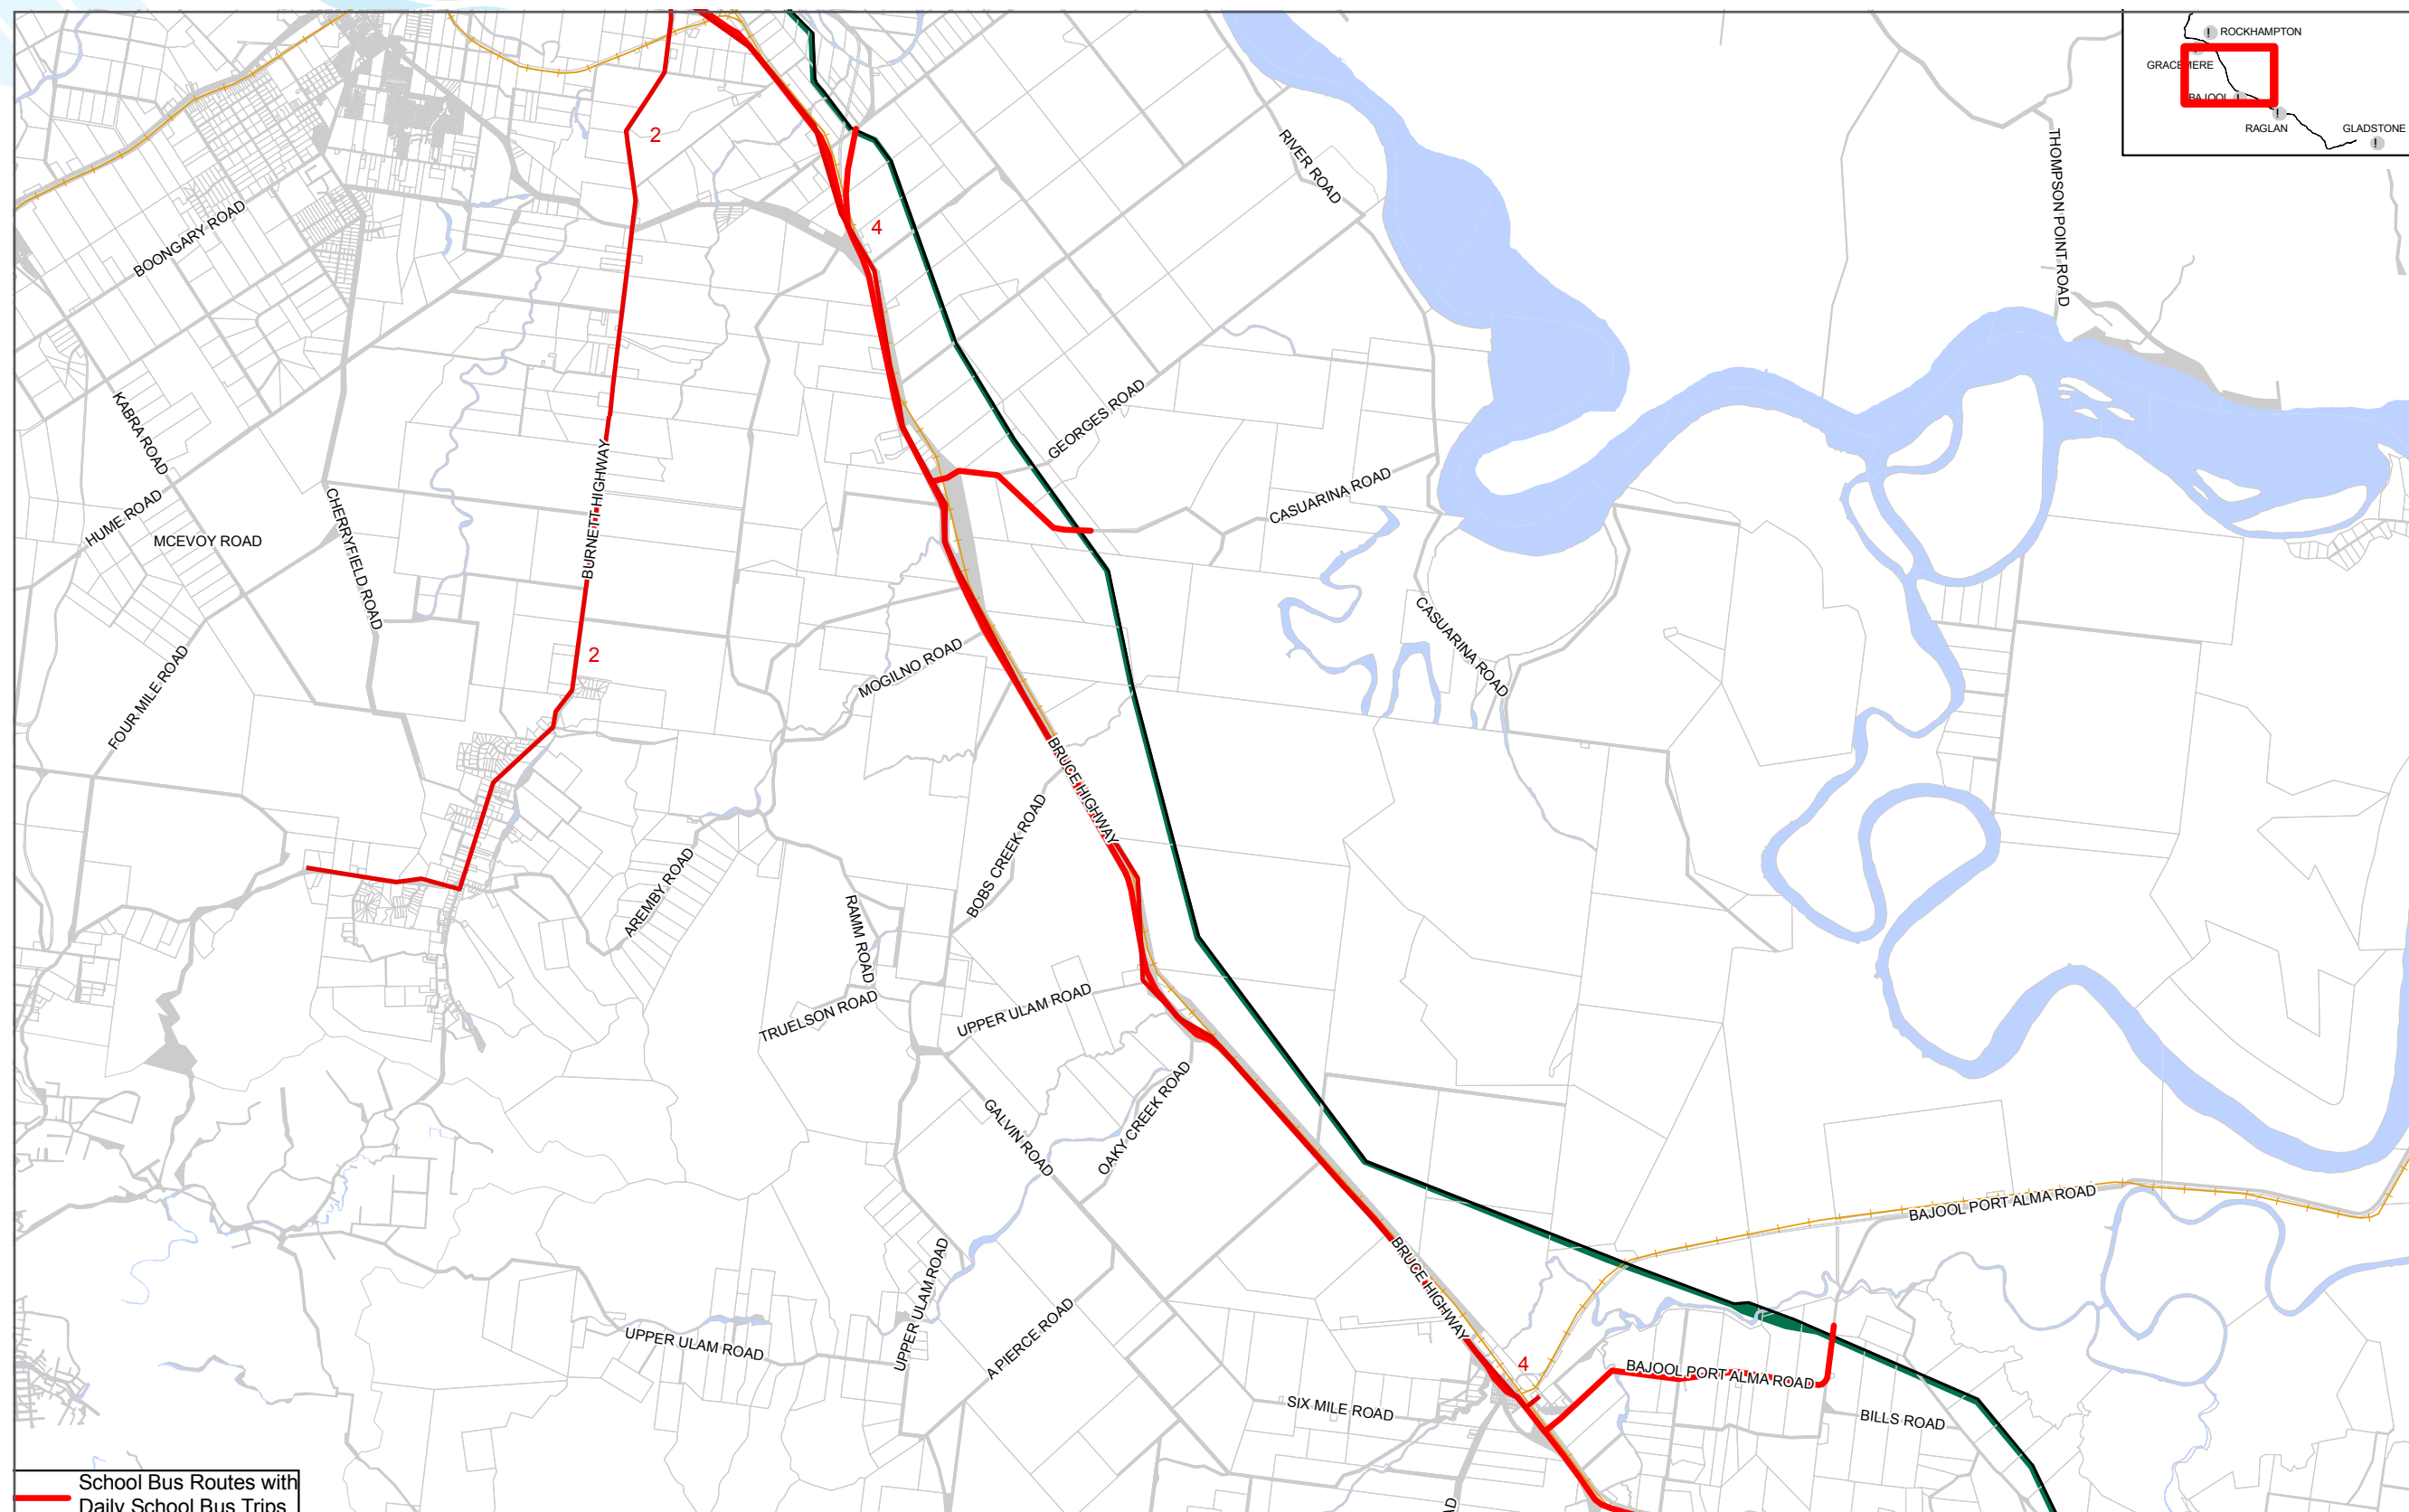 ROCKHAMPTON
GRACEMERE
BAJOOL
RAGLAN
GLADSTONE
2
4
RIVER ROAD
THOMPSON POINT ROAD
BOONGARY ROAD
KABRA ROAD
GEORGES ROAD
BURNETT HIGHWAY
CASUARINA ROAD
HUME ROAD
MCEVOY ROAD
CHERRYFIELD ROAD
CASUARINA ROAD
2
MOGILNO ROAD
FOUR MILE ROAD
BRUCE HIGHWAY
BOBS CREEK ROAD
AREMBY ROAD
RAMM ROAD
TRUELSON ROAD
UPPER ULAM ROAD
GALVIN ROAD
OAKY CREEK ROAD
BAJOOL PORT ALMA ROAD
BRUCE HIGHWAY
UPPER ULAM ROAD
UPPER ULAM ROAD
A PIERCE ROAD
4
BAJOOL PORT ALMA ROAD
SIX MILE ROAD
BILLS ROAD
School Bus Routes with
Daily School Bus Trips